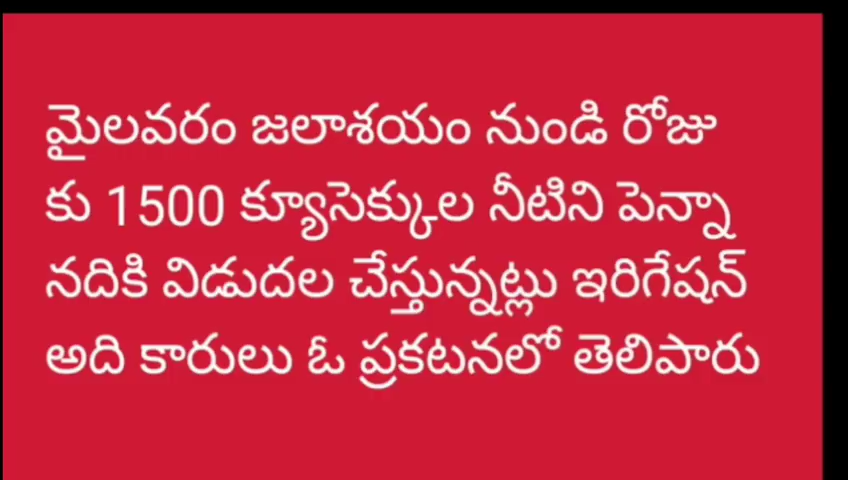 మైలవరం జలాశయం నుండి రోజు
కు 1500 క్యూసెక్కుల నీటిని పెన్నా
నదికి విడుదల చేస్తున్నట్లు ఇరిగేషన్
అది కారులు ఓ ప్రకటనలో తెలిపారు